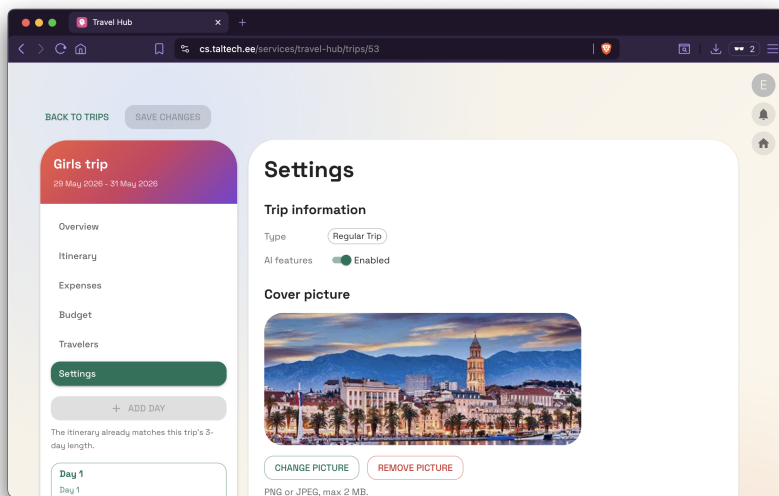 Travel Hub
cs.taltech.ee/services/travel-hub/trips/53
2
E
BACK TO TRIPS
SAVE CHANGES
Girls trip
29 May 2026 - 31 May 2026
Overview
Itinerary
Expenses
Budget
Travelers
Settings
+ ADD DAY
The itinerary already matches this trip's 3-
day length.
Day 1
Day 1
Settings
Trip information
Type Regular Trip
AI features Enabled
Cover picture
CHANGE PICTURE REMOVE PICTURE
PNG or JPEG, max 2 MB.